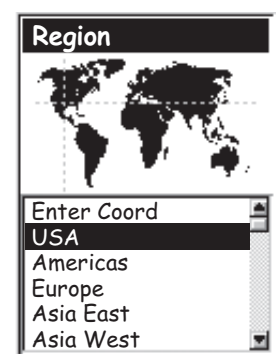 Region
Enter Coord
USA
Americas
Europe
Asia East
Asia West